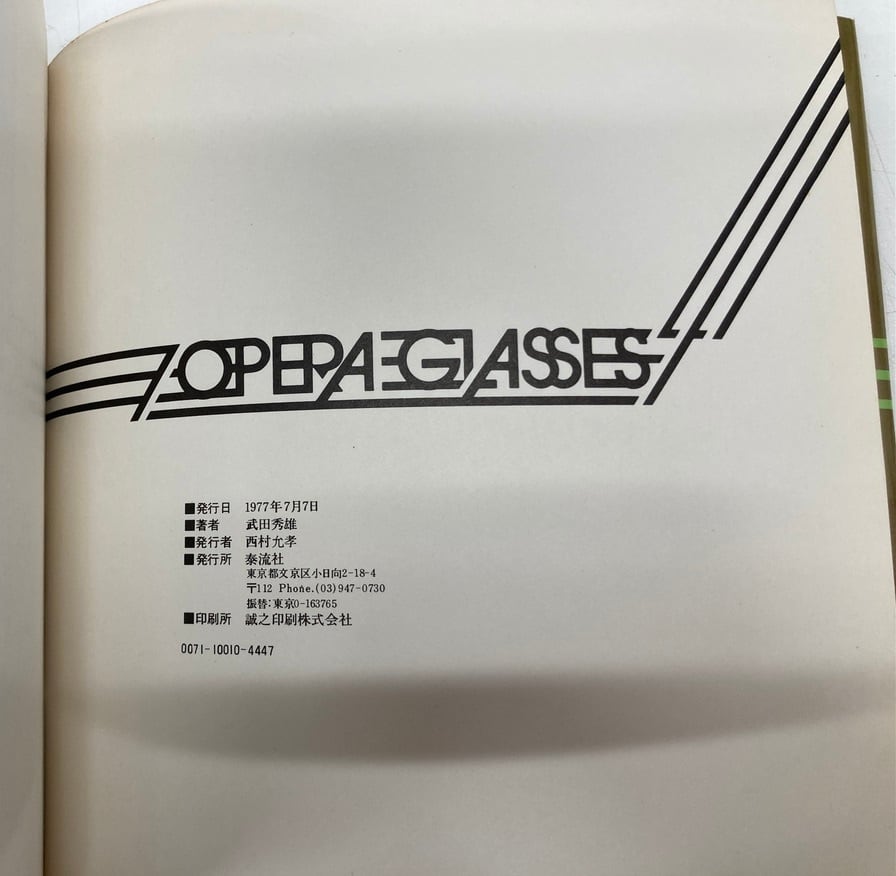 OPERA GLASSES
■発行日 1977年7月7日
■著者 武田秀雄
■発行者 西村允孝
■発行所 泰流社
東京都文京区小日向2-18-4
〒112 Phone.(03)947-0730
振替:東京0-163765
■印刷所 誠之印刷株式会社
0071-10010-4447